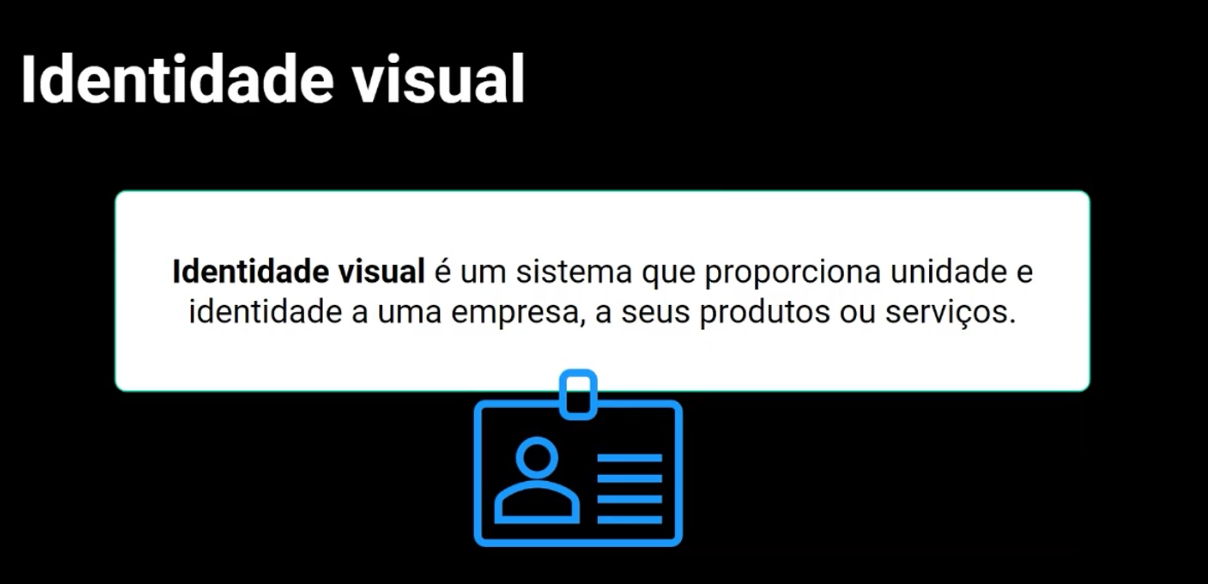 Identidade visual
Identidade visual é um sistema que proporciona unidade e
identidade a uma empresa, a seus produtos ou serviços.